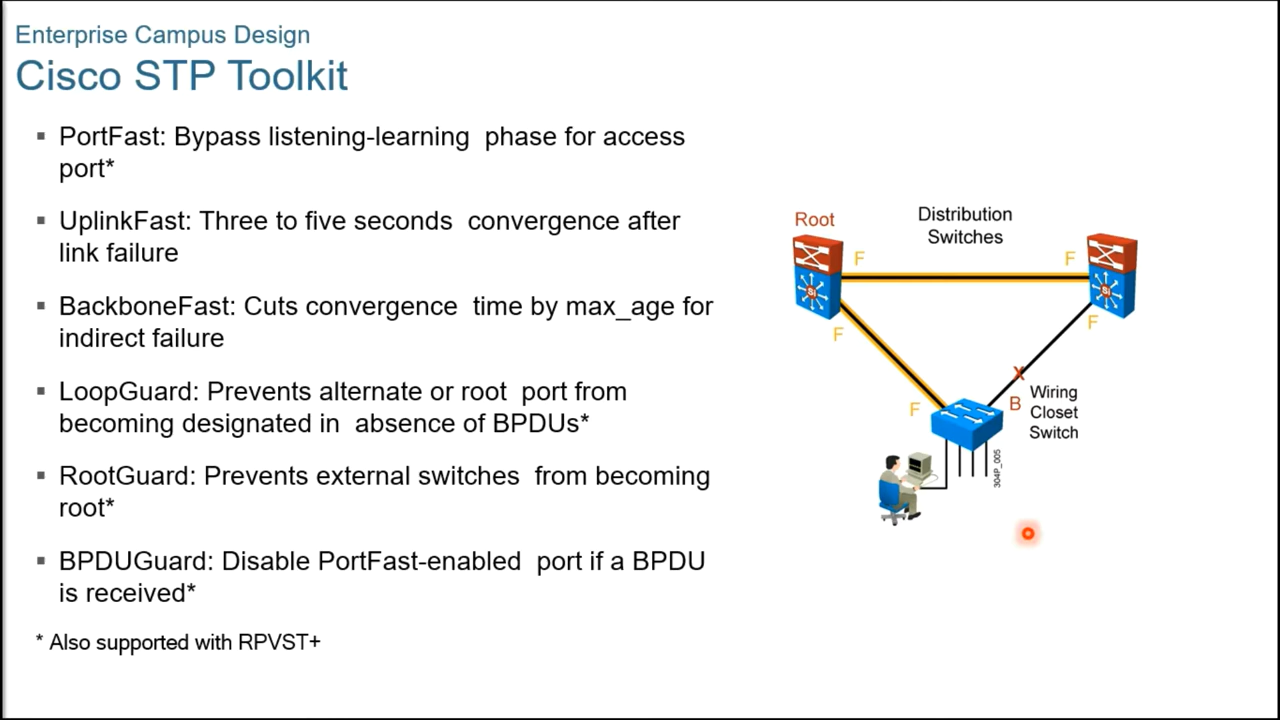 Enterprise Campus Design
Cisco STP Toolkit
▪ PortFast: Bypass listening-learning phase for access
port*
▪ UplinkFast: Three to five seconds convergence after
link failure
▪ BackboneFast: Cuts convergence time by max_age for
indirect failure
▪ LoopGuard: Prevents alternate or root port from
becoming designated in absence of BPDUs*
▪ RootGuard: Prevents external switches from becoming
root*
▪ BPDUGuard: Disable PortFast-enabled port if a BPDU
is received*
* Also supported with RPVST+
Root
Distribution
Switches
F
F
Si
Si
F
F
X
F
B
Wiring
Closet
Switch
304P_005